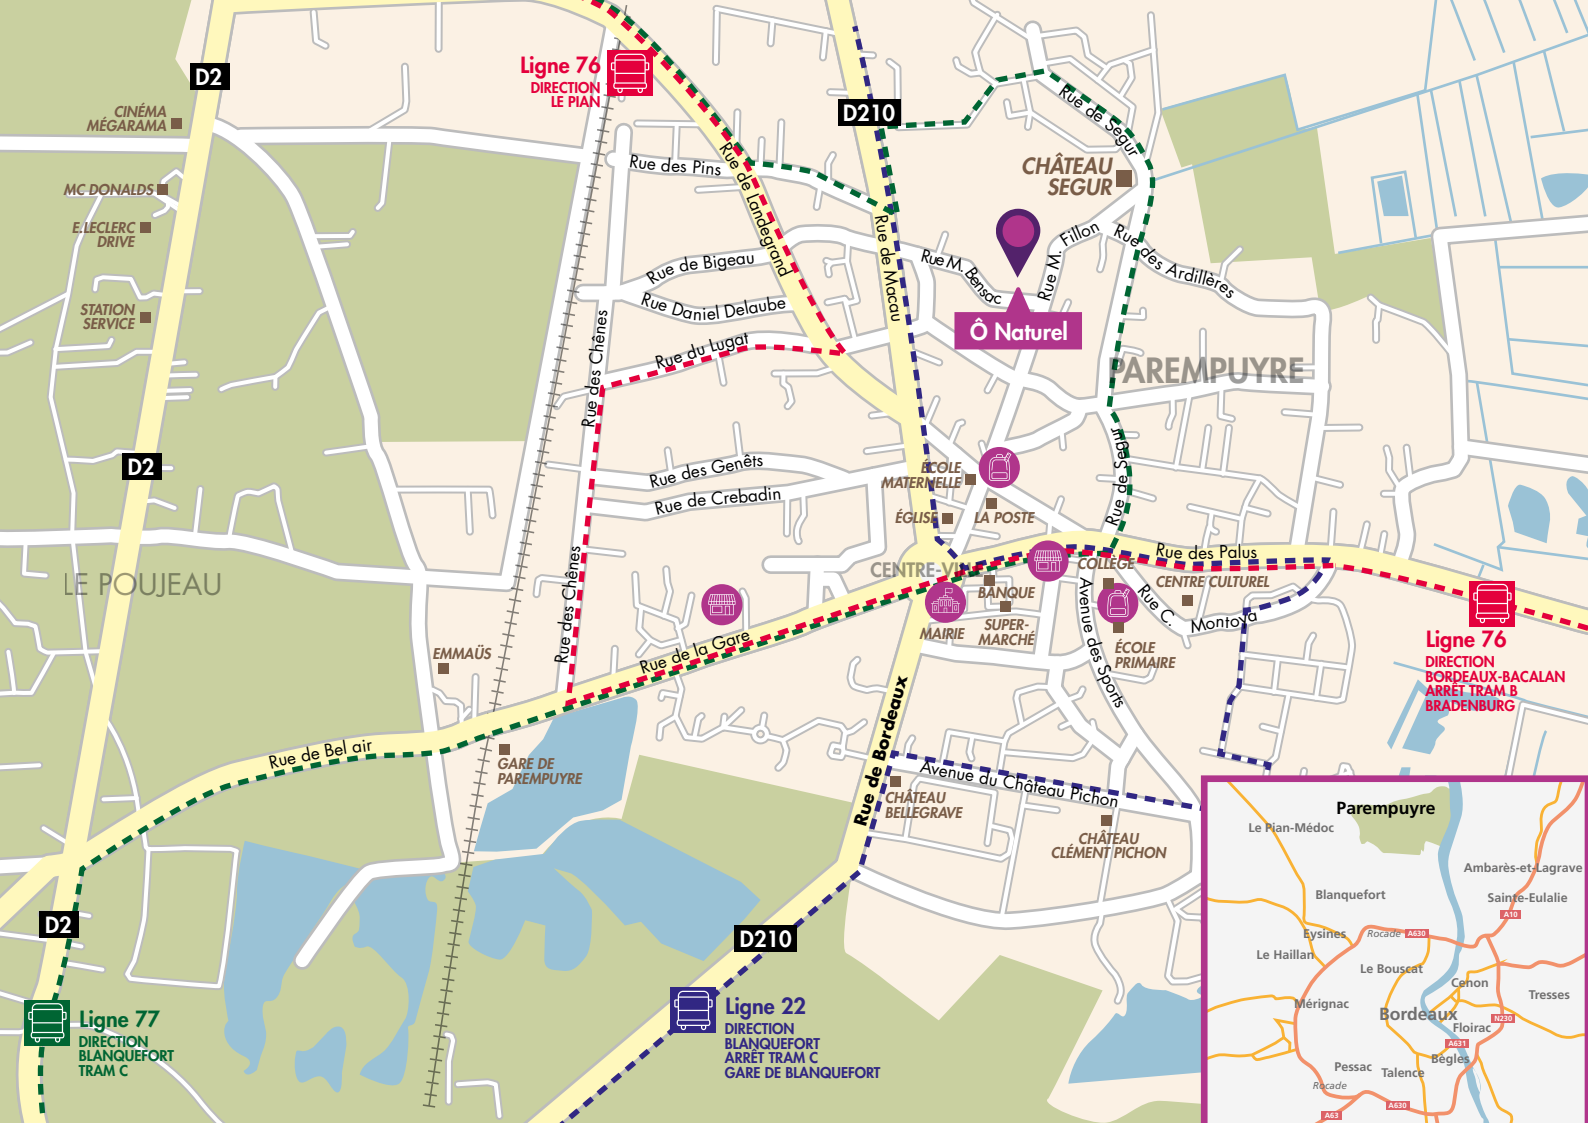 D2
Ligne 76
DIRECTION
LE PIAN
D210
CINÉMA
MÉGARAMA
MC DONALDS
E.LECLERC
DRIVE
STATION
SERVICE
Rue des Pins
Rue de Landegrand
Rue de Segur
CHÂTEAU
SEGUR
Rue de Macau
Rue M. Bensac
Rue M. Fillon
Rue des Ardillères
Rue de Bigeau
Rue Daniel Delaube
Rue du Lugat
Rue des Chênes
Ô Naturel
PAREMPUYRE
D2
Rue des Genêts
Rue de Crebadin
ÉCOLE
MATERNELLE
ÉGLISE
LA POSTE
Rue de Segur
LE POUJEAU
Rue des Chênes
CENTRE-VI
BANQUE
SUPER-
MARCHÉ
MAIRIE
COLLÈGE
Rue des Palus
CENTRE CULTUREL
Rue C. Montoya
Avenue des Sports
ÉCOLE
PRIMAIRE
Ligne 76
DIRECTION
BORDEAUX-BACALAN
ARRÊT TRAM B
BRADENBURG
EMMAÜS
Rue de la Gare
Rue de Bel air
GARE DE
PAREMPUYRE
Rue de Bordeaux
Avenue du Château Pichon
CHÂTEAU
BELLEGRAVE
CHÂTEAU
CLÉMENT PICHON
D2
D210
Ligne 77
DIRECTION
BLANQUEFORT
TRAM C
Ligne 22
DIRECTION
BLANQUEFORT
ARRÊT TRAM C
GARE DE BLANQUEFORT
Parempuyre
Le Pian-Médoc
Ambarès-et-Lagrave
Blanquefort
Sainte-Eulalie
A10
Eysines
Rocade
A630
Le Haillan
Le Bouscat
Cenon
Tresses
Mérignac
Bordeaux
N230
Floirac
A631
Bègles
Pessac
Talence
Rocade
A630
A63